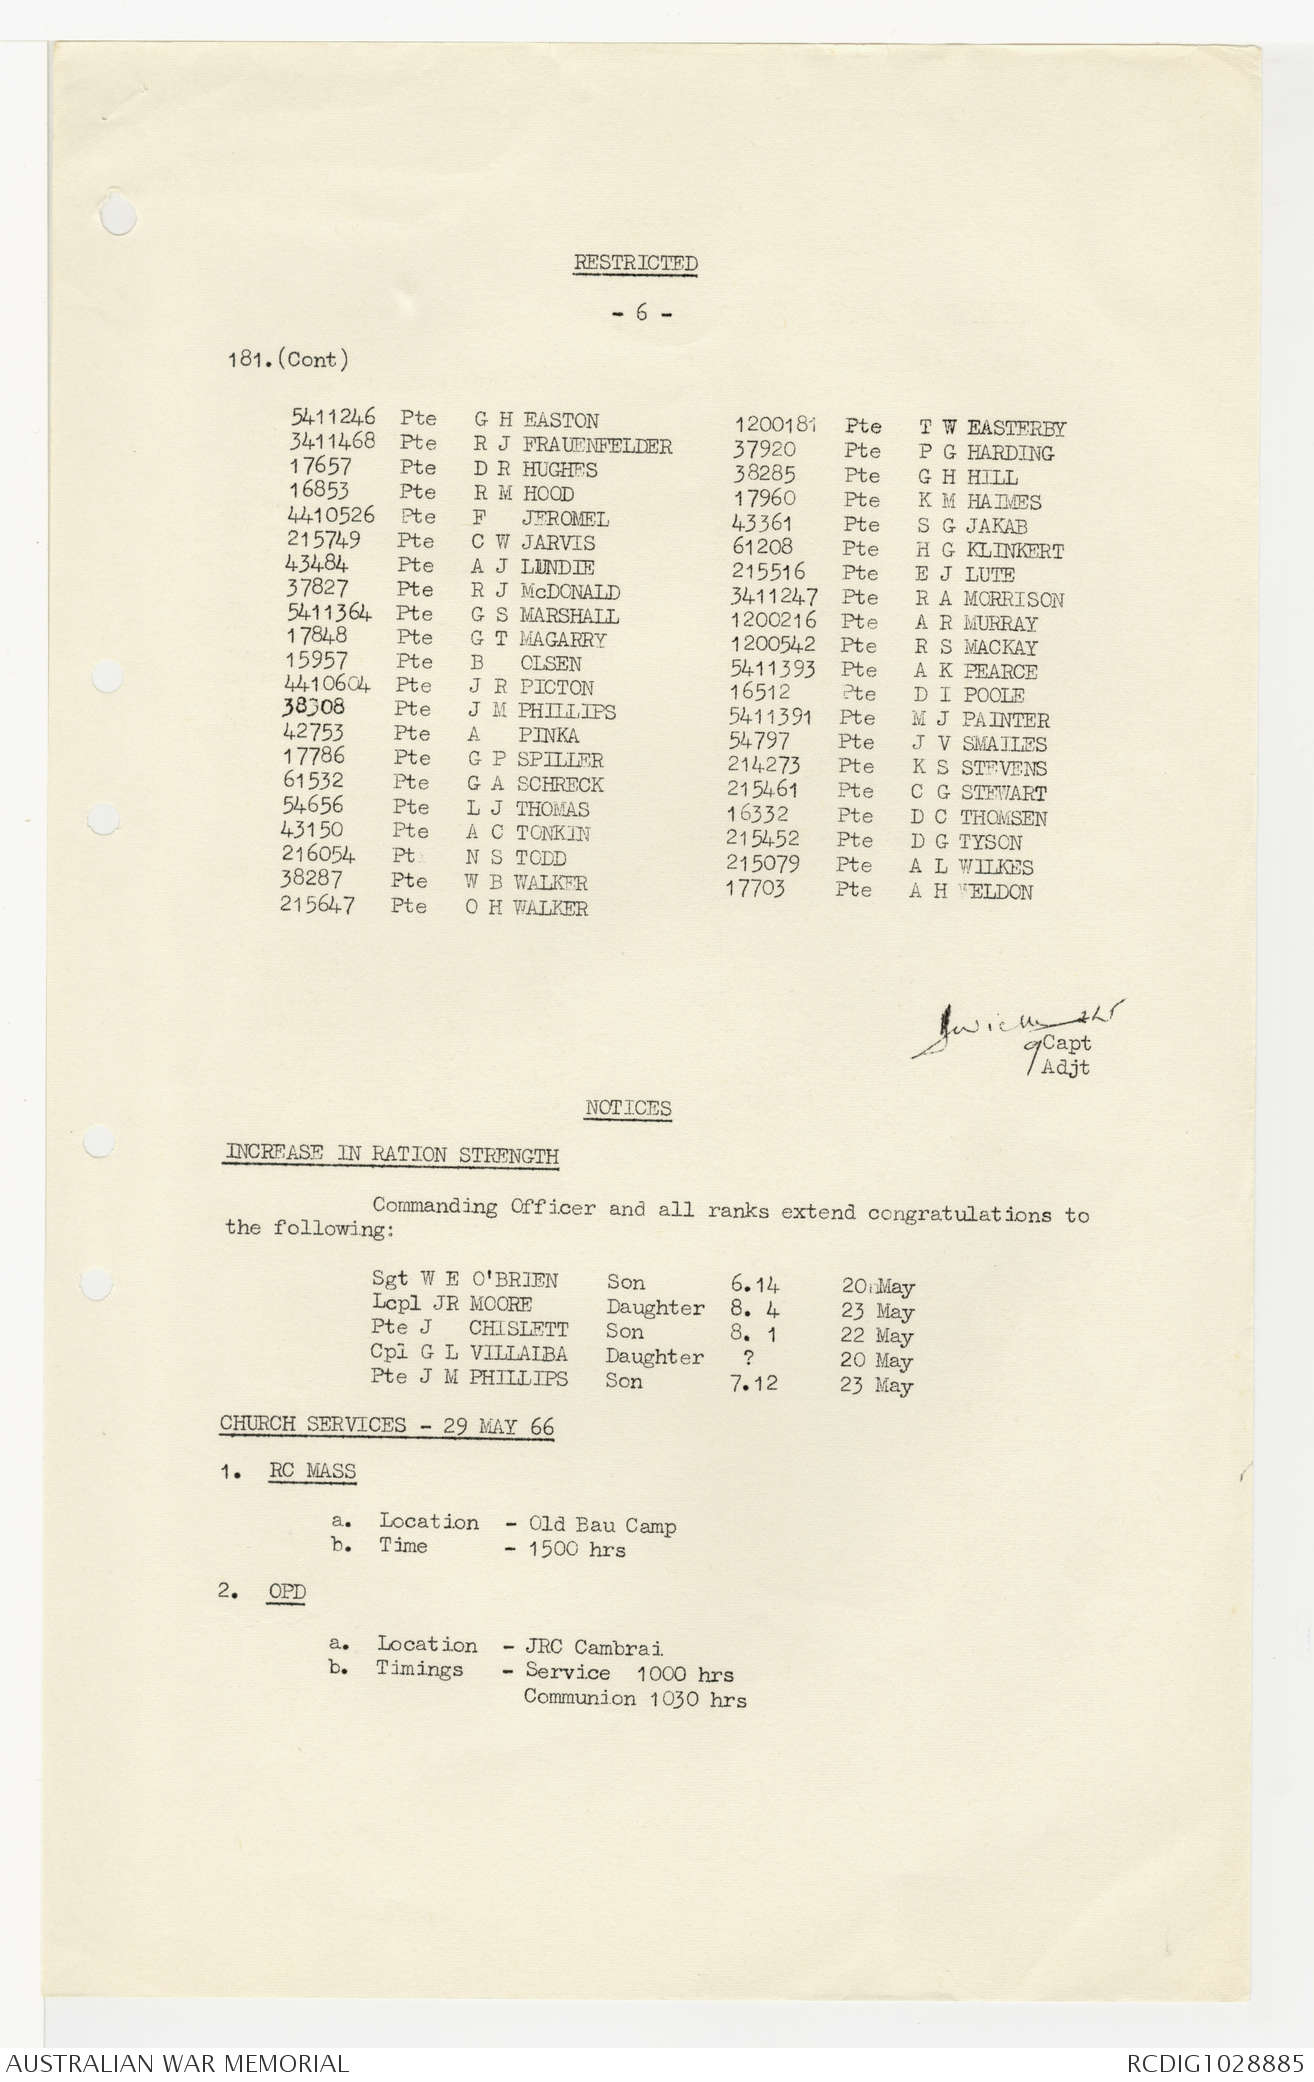 RESTRICTED
- 6 -
181.(Cont)
5411246 Pte G H EASTON 1200181 Pte T W EASTERBY
3411468 Pte R J FRAUENFELDER 37920 Pte P G HARDING
17657 Pte D R HUGHES 38285 Pte G H HILL
16853 Pte R M HOOD 17960 Pte K M HAIMES
4410526 Pte F JEROMEL 43361 Pte S G JAKAB
215749 Pte C W JARVIS 61208 Pte H G KLINKERT
43484 Pte A J LUNDIE 215516 Pte E J LUTE
37827 Pte R J McDONALD 3411247 Pte R A MORRISON
5411364 Pte G S MARSHALL 1200216 Pte A R MURRAY
17848 Pte G T MAGARRY 1200542 Pte R S MACKAY
15957 Pte B OLSEN 5411393 Pte A K PEARCE
4410604 Pte J R PICTON 16512 Pte D I POOLE
38308 Pte J M PHILLIPS 5411391 Pte M J PAINTER
42753 Pte A PINKA 54797 Pte J V SMAILES
17786 Pte G P SPILLER 214273 Pte K S STEVENS
61532 Pte G A SCHRECK 215461 Pte C G STEWART
54656 Pte L J THOMAS 16332 Pte D C THOMSEN
43150 Pte A C TONKIN 215452 Pte D G TYSON
216054 Pte N S TODD 215079 Pte A L WILKES
38287 Pte W B WALKER 17703 Pte A H WELDON
215647 Pte O H WALKER
Capt
Adjt
NOTICES
INCREASE IN RATION STRENGTH
Commanding Officer and all ranks extend congratulations to
the following:
Sgt W E O'BRIEN Son 6.14 20 May
Lcpl JR MOORE Daughter 8. 4 23 May
Pte J CHISLETT Son 8. 1 22 May
Cpl G L VILLALBA Daughter ? 20 May
Pte J M PHILLIPS Son 7.12 23 May
CHURCH SERVICES - 29 MAY 66
1. RC MASS
a. Location - Old Bau Camp
b. Time - 1500 hrs
2. OPD
a. Location - JRC Cambrai
b. Timings - Service 1000 hrs
Communion 1030 hrs
AUSTRALIAN WAR MEMORIAL RCDIG1028885